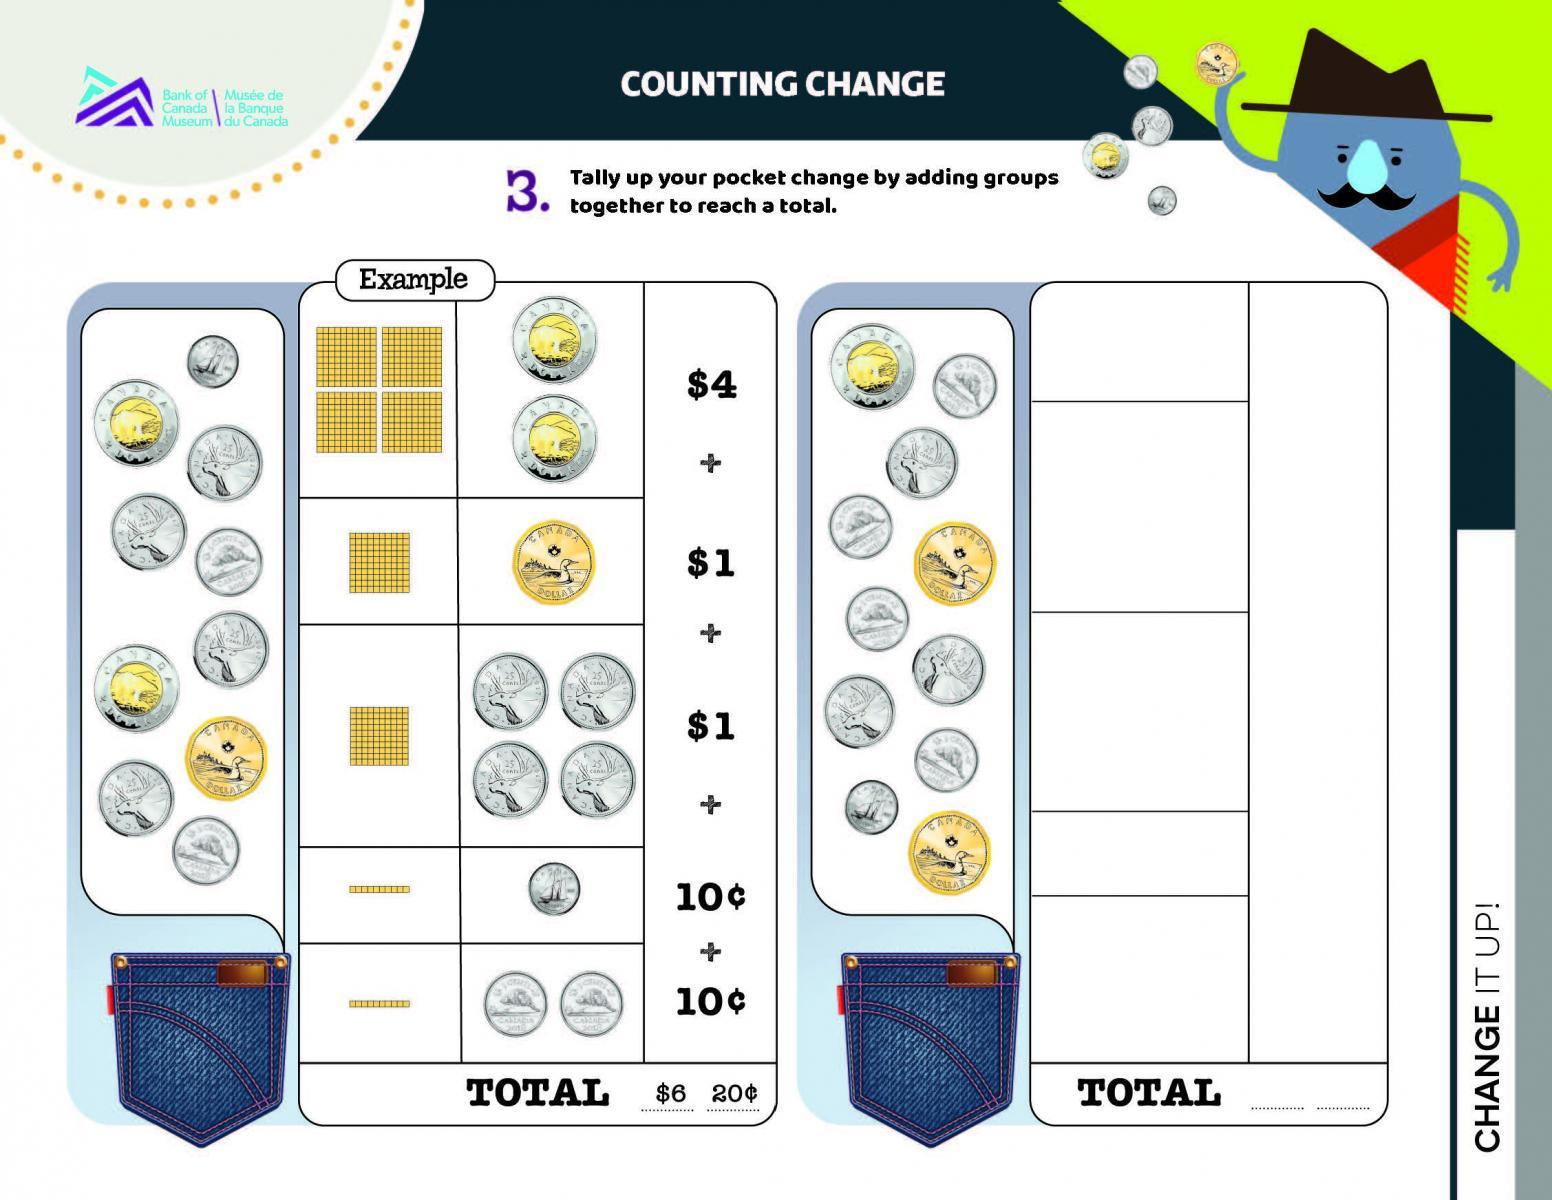 Bank of
Canada
Museum
Musée de
la Banque
du Canada
COUNTING CHANGE
3. Tally up your pocket change by adding groups
together to reach a total.
Example
$4
+
$1
+
$1
+
10¢
+
10¢
TOTAL $6 20¢
TOTAL
CHANGE IT UP!